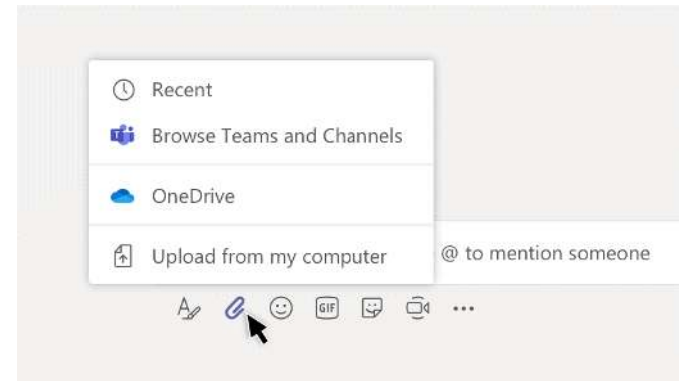 Recent
Browse Teams and Channels
OneDrive
Upload from my computer
@ to mention someone
GIF